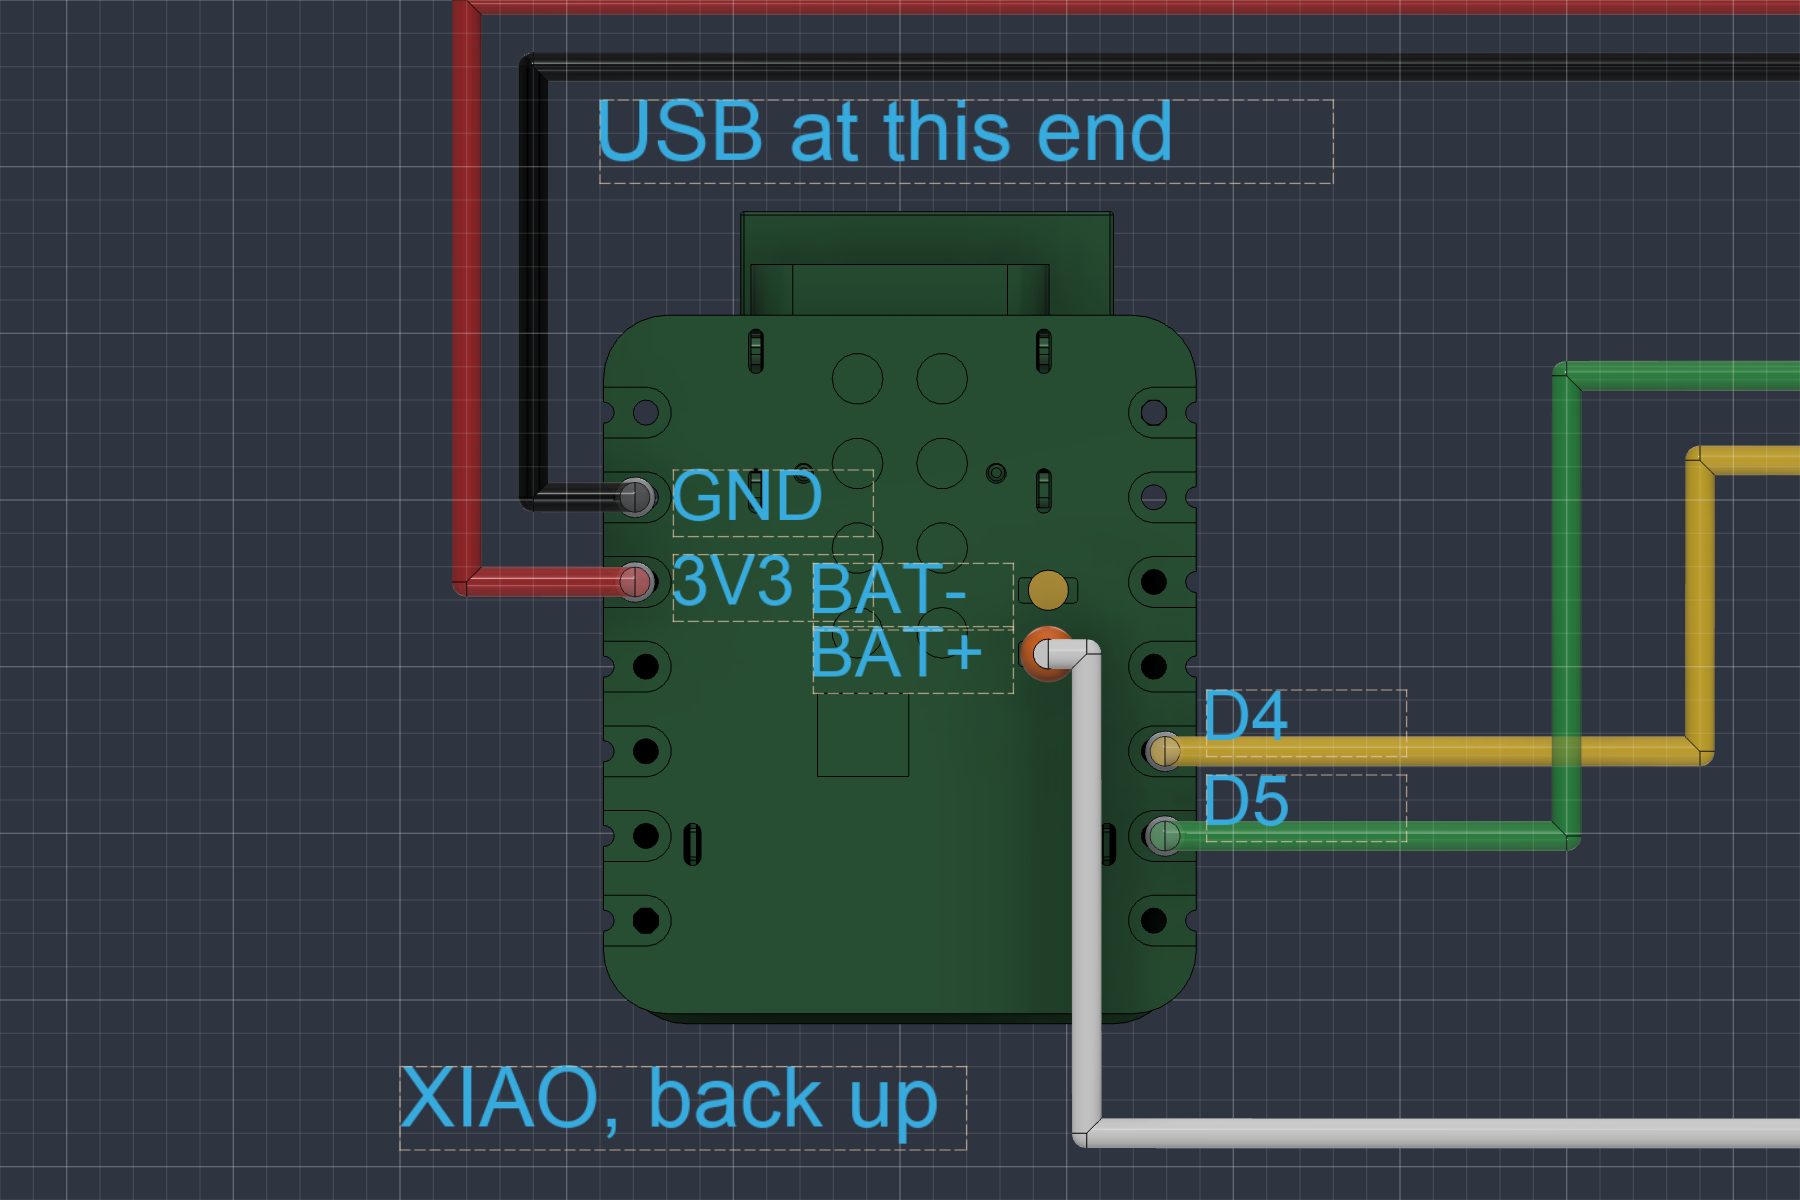 USB at this end
GND
3V3
BAT-
BAT+
D4
D5
XIAO, back up